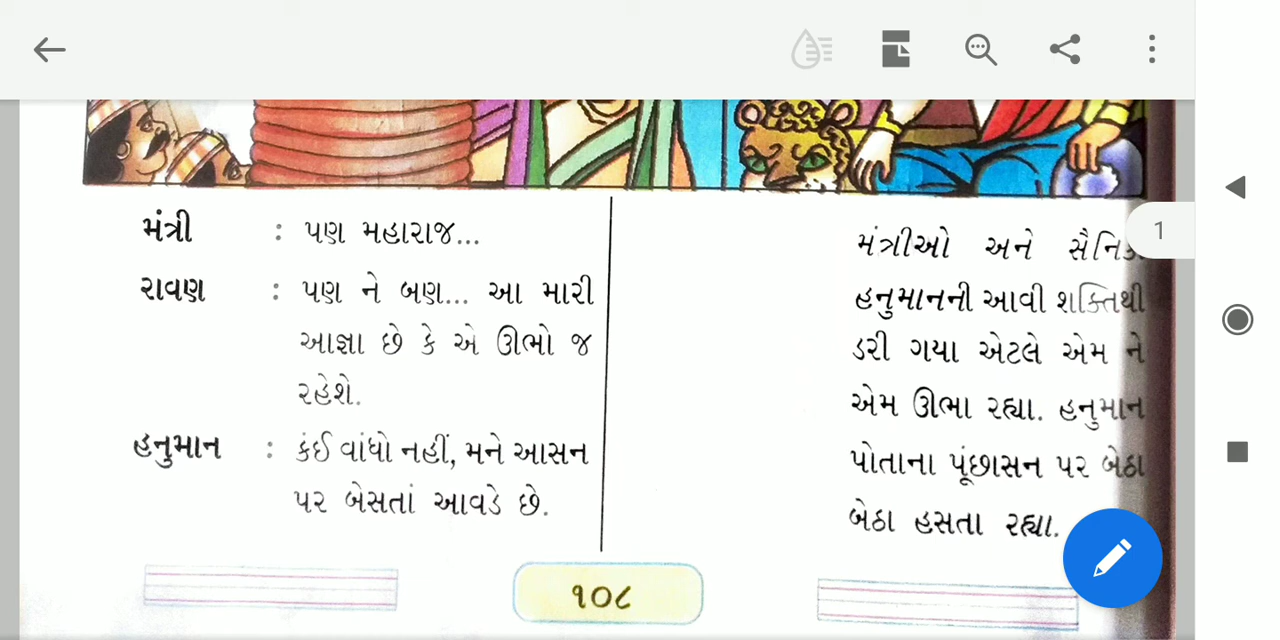 1
મંત્રી : પણ મહારાજ...
રાવણ : પણ ને બણ... આ મારી
આજ્ઞા છે કે એ ઊભો જ
રહેશે.
હનુમાન : કંઈ વાંધો નહીં, મને આસન
પર બેસતાં આવડે છે.
મંત્રીઓ અને
હનુમાનની આવી શક્તિથી
ડરી ગયા એટલે એમ ને
એમ ઊભા રહ્યા. હનુમાન
પોતાના પૂંછાસન પર બેઠા
બેઠા હસતા રહ્યા.
૧૦૮